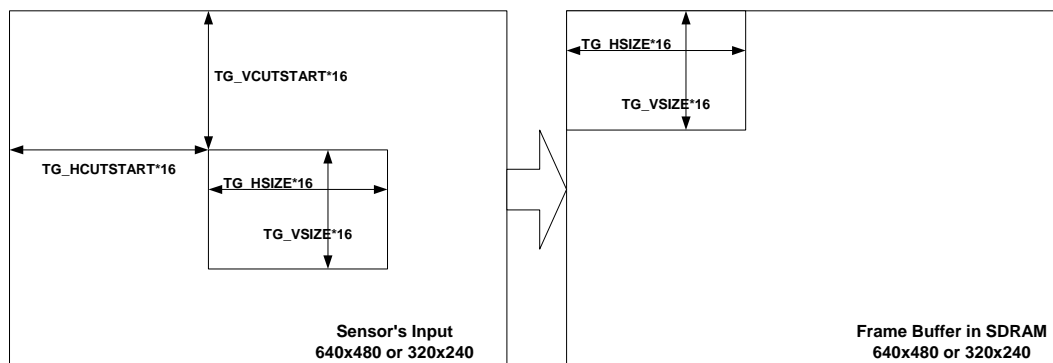 TG_VCUTSTART*16
TG_HCUTSTART*16
TG_HSIZE*16
TG_VSIZE*16
Sensor's Input
640x480 or 320x240
TG_HSIZE*16
TG_VSIZE*16
Frame Buffer in SDRAM
640x480 or 320x240